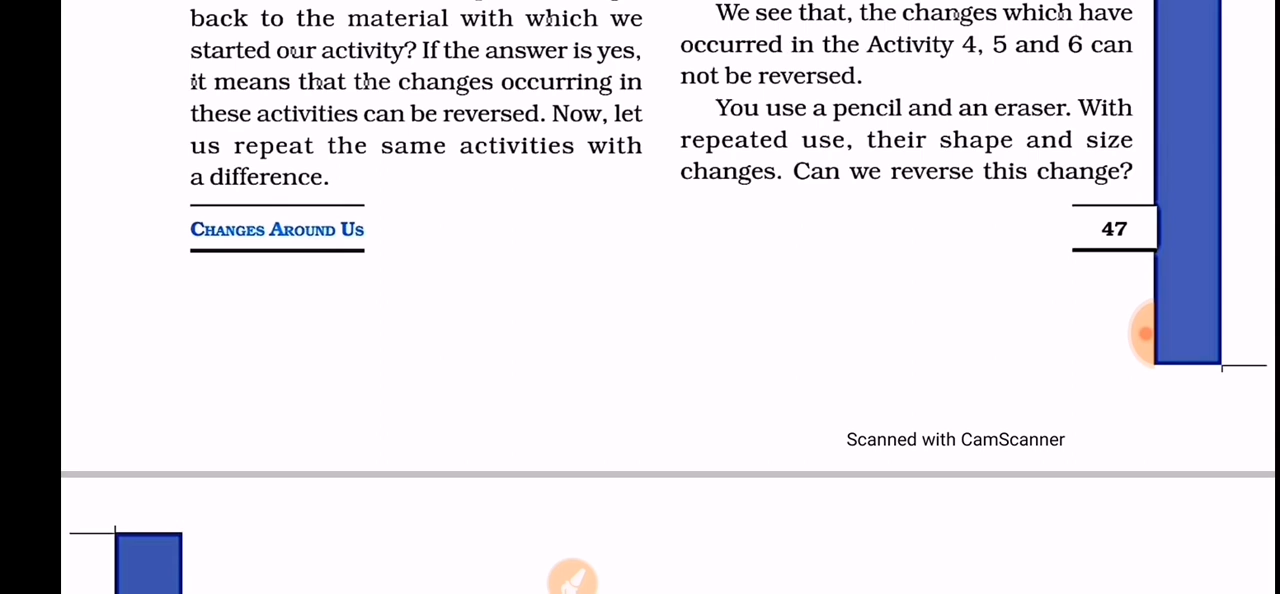 back to the material with which we
started our activity? If the answer is yes,
it means that the changes occurring in
these activities can be reversed. Now, let
us repeat the same activities with
a difference.
CHANGES AROUND US
We see that, the changes which have
occurred in the Activity 4, 5 and 6 can
not be reversed.
You use a pencil and an eraser. With
repeated use, their shape and size
changes. Can we reverse this change?
47
Scanned with CamScanner